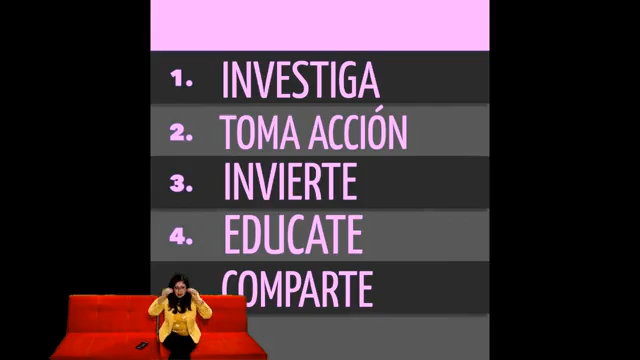 1. INVESTIGA
2. TOMA ACCIÓN
3. INVIERTE
4. EDUCATE
COMPARTE